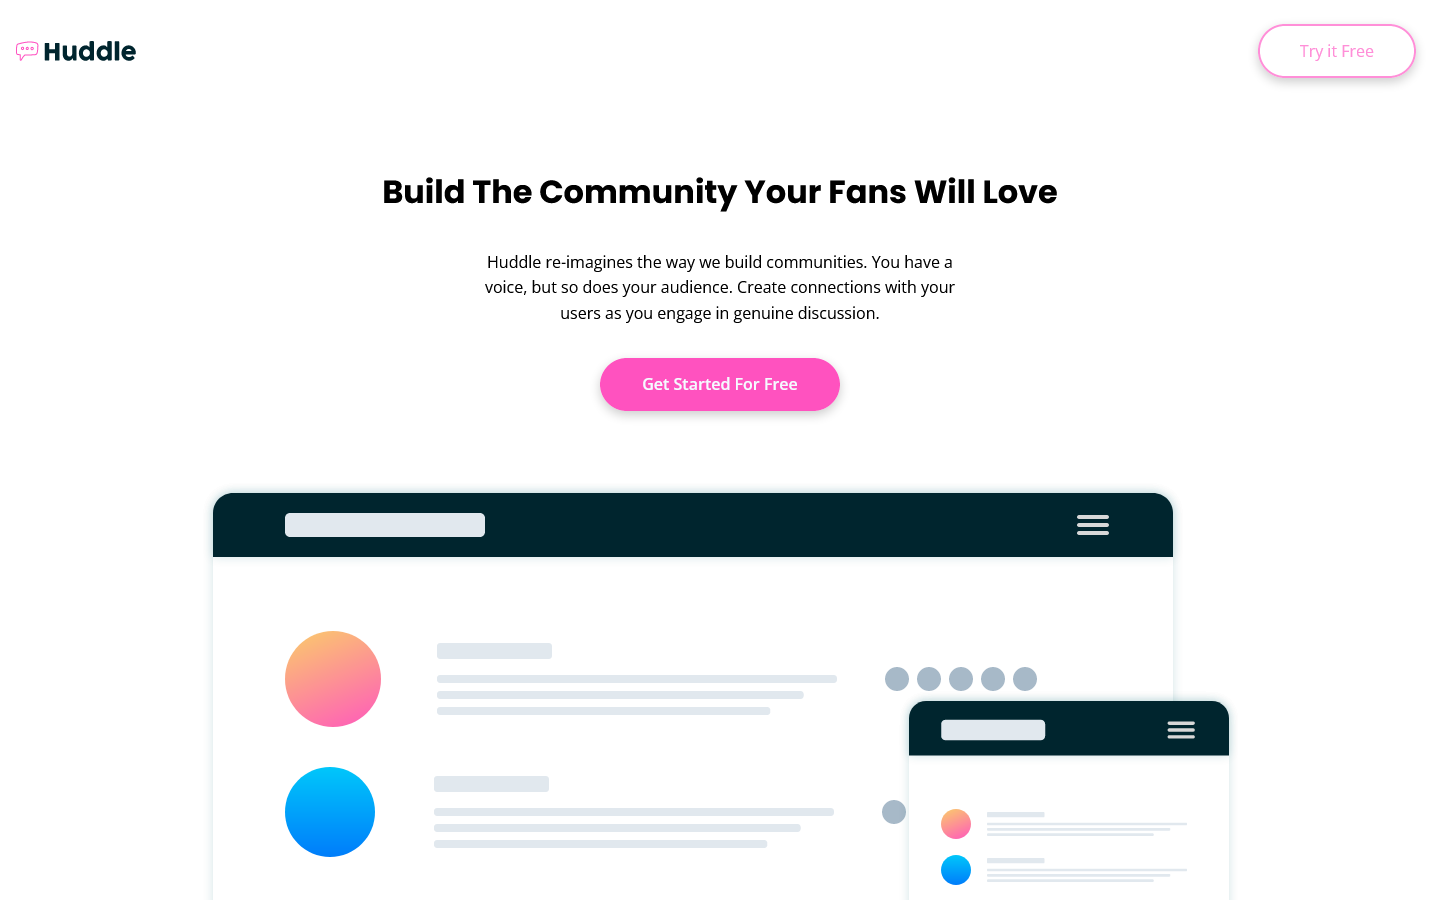 Huddle
Try it Free
Build The Community Your Fans Will Love
Huddle re-imagines the way we build communities. You have a
voice, but so does your audience. Create connections with your
users as you engage in genuine discussion.
Get Started For Free